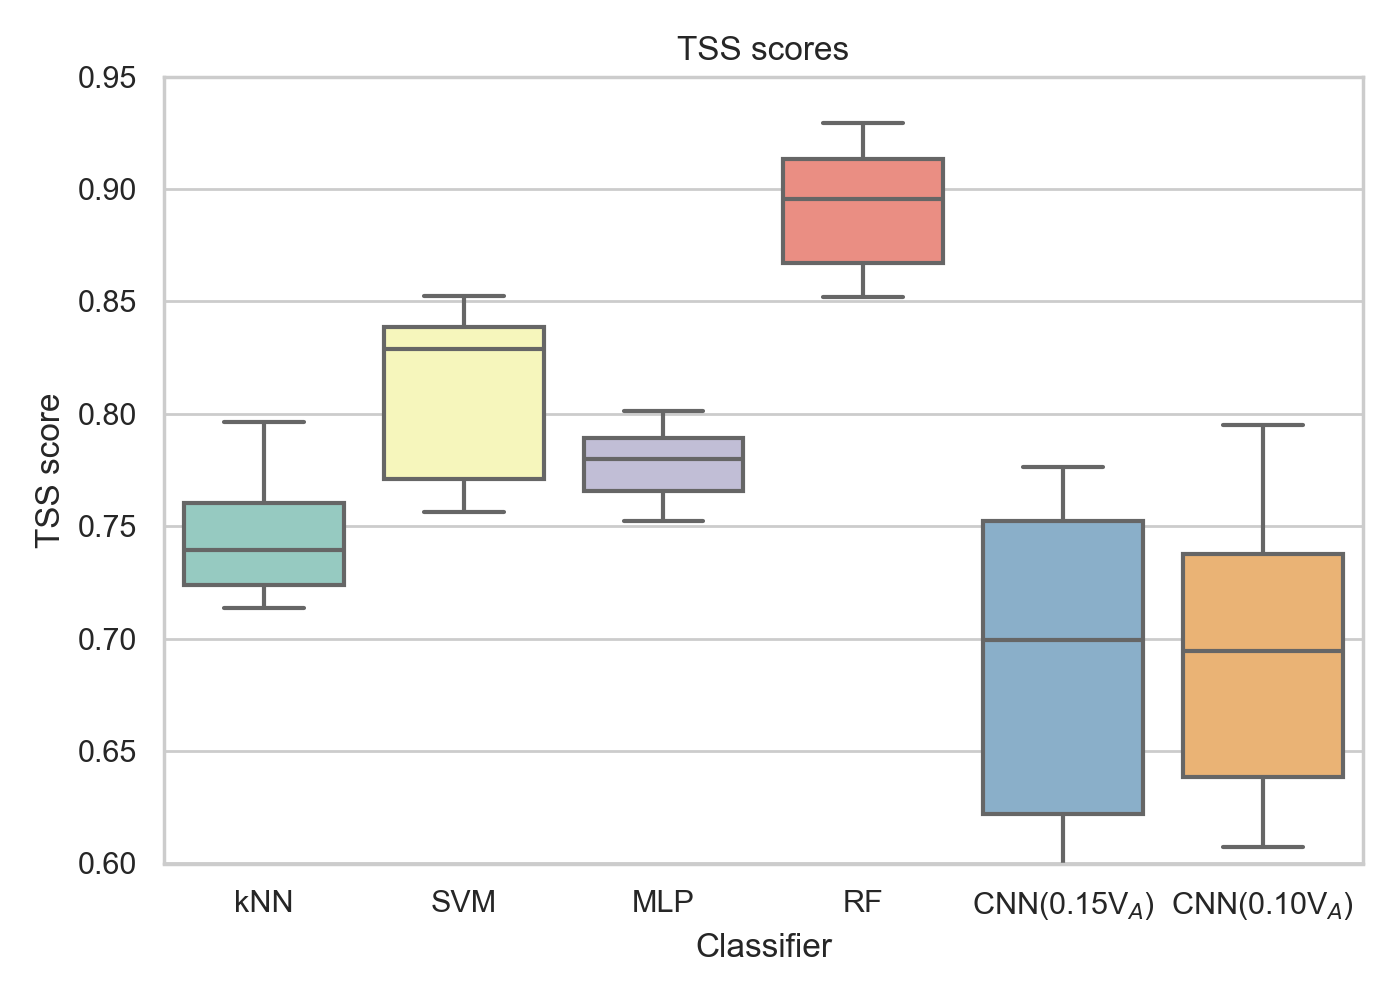 TSS scores
0.95
0.90
0.85
0.80
0.75
0.70
0.65
0.60
TSS score
kNN SVM MLP RF CNN(0.15V_A) CNN(0.10V_A)
Classifier